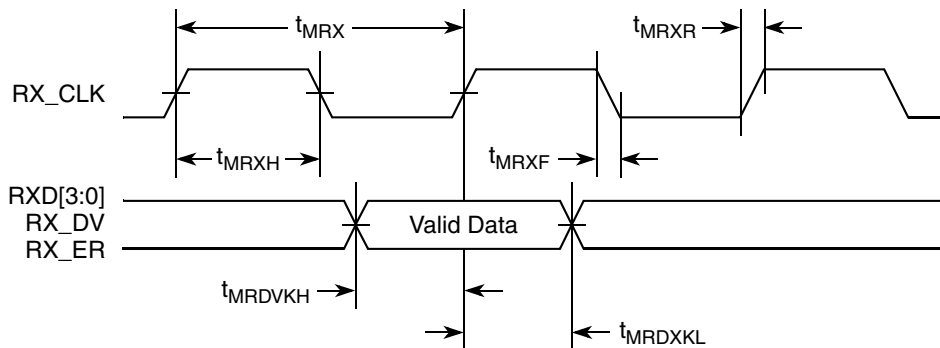 tMRX
tMRXR
RX_CLK
tMRXH
tMRXF
RXD[3:0]
RX_DV
Valid Data
RX_ER
tMRDVKH
tMRDXKL